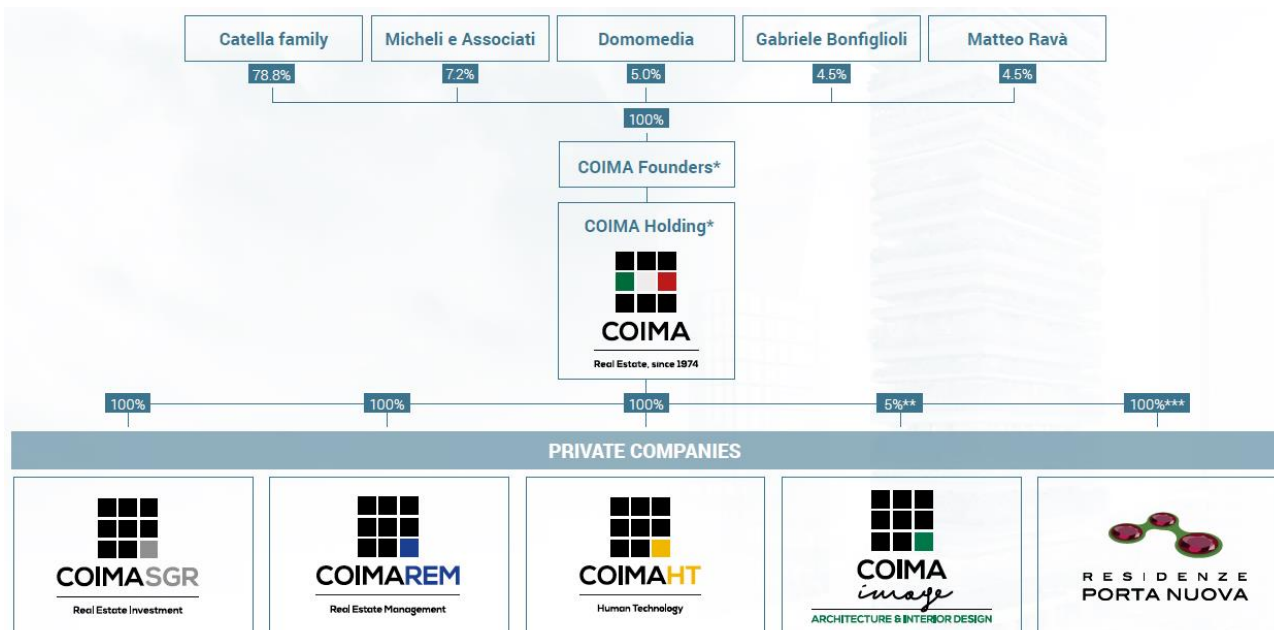 Catella family
Micheli e Associati
Domomedia
Gabriele Bonfiglioli
Matteo Ravà
78.8%
7.2%
5.0%
4.5%
4.5%
100%
COIMA Founders*
COIMA Holding*
COIMA
Real Estate, since 1974
100%
100%
100%
5%**
100%***
PRIVATE COMPANIES
COIMASGR
Real Estate Investment
COIMAREM
Real Estate Management
COIMAHT
Human Technology
COIMA
image
ARCHITECTURE & INTERIOR DESIGN
RESIDENZE
PORTA NUOVA